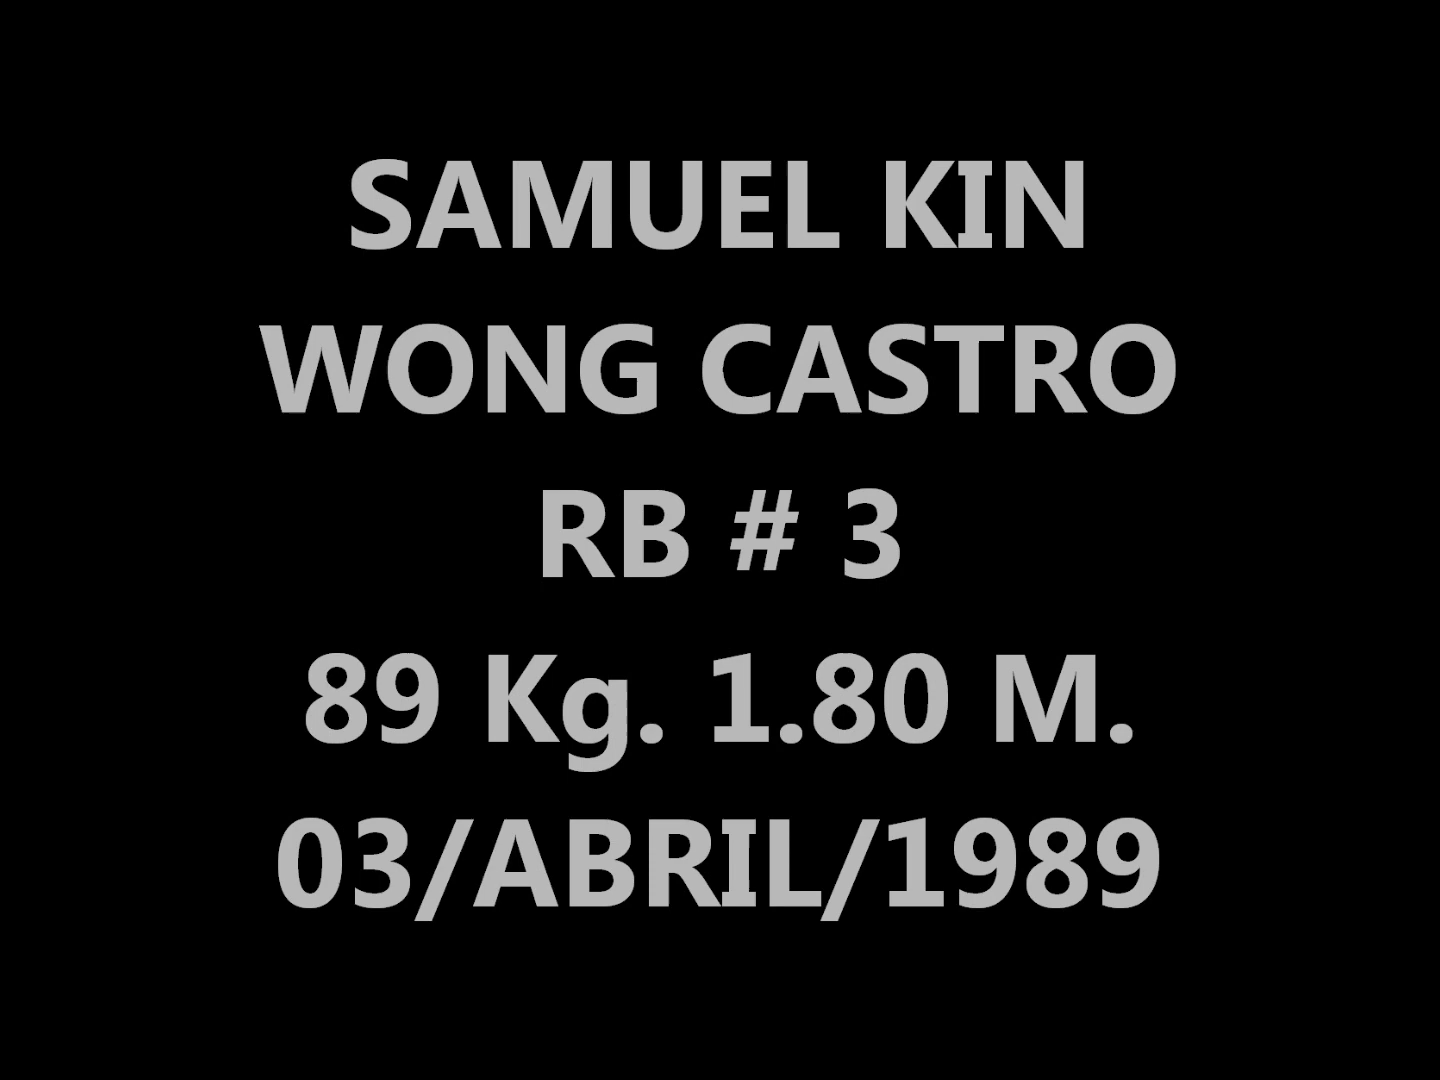 SAMUEL KIN
WONG CASTRO
RB # 3
89 Kg. 1.80 M.
03/ABRIL/1989